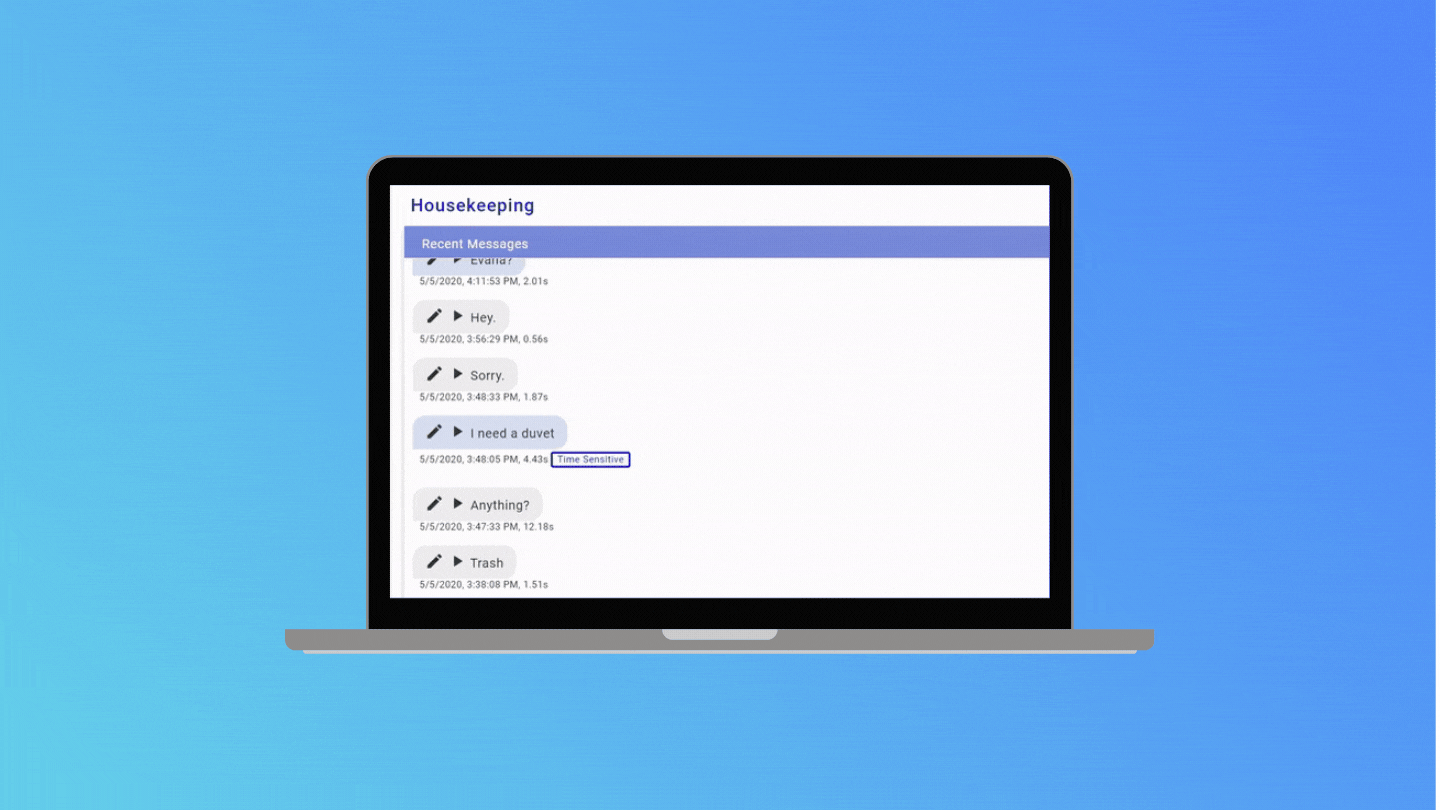 Housekeeping
Recent Messages
5/5/2020, 4:11:53 PM, 2.01s
Hey.
5/5/2020, 3:56:29 PM, 0.56s
Sorry.
5/5/2020, 3:48:33 PM, 1.87s
I need a duvet
5/5/2020, 3:48:05 PM, 4.43s Time Sensitive
Anything?
5/5/2020, 3:47:33 PM, 12.18s
Trash
5/5/2020, 3:38:08 PM, 1.51s